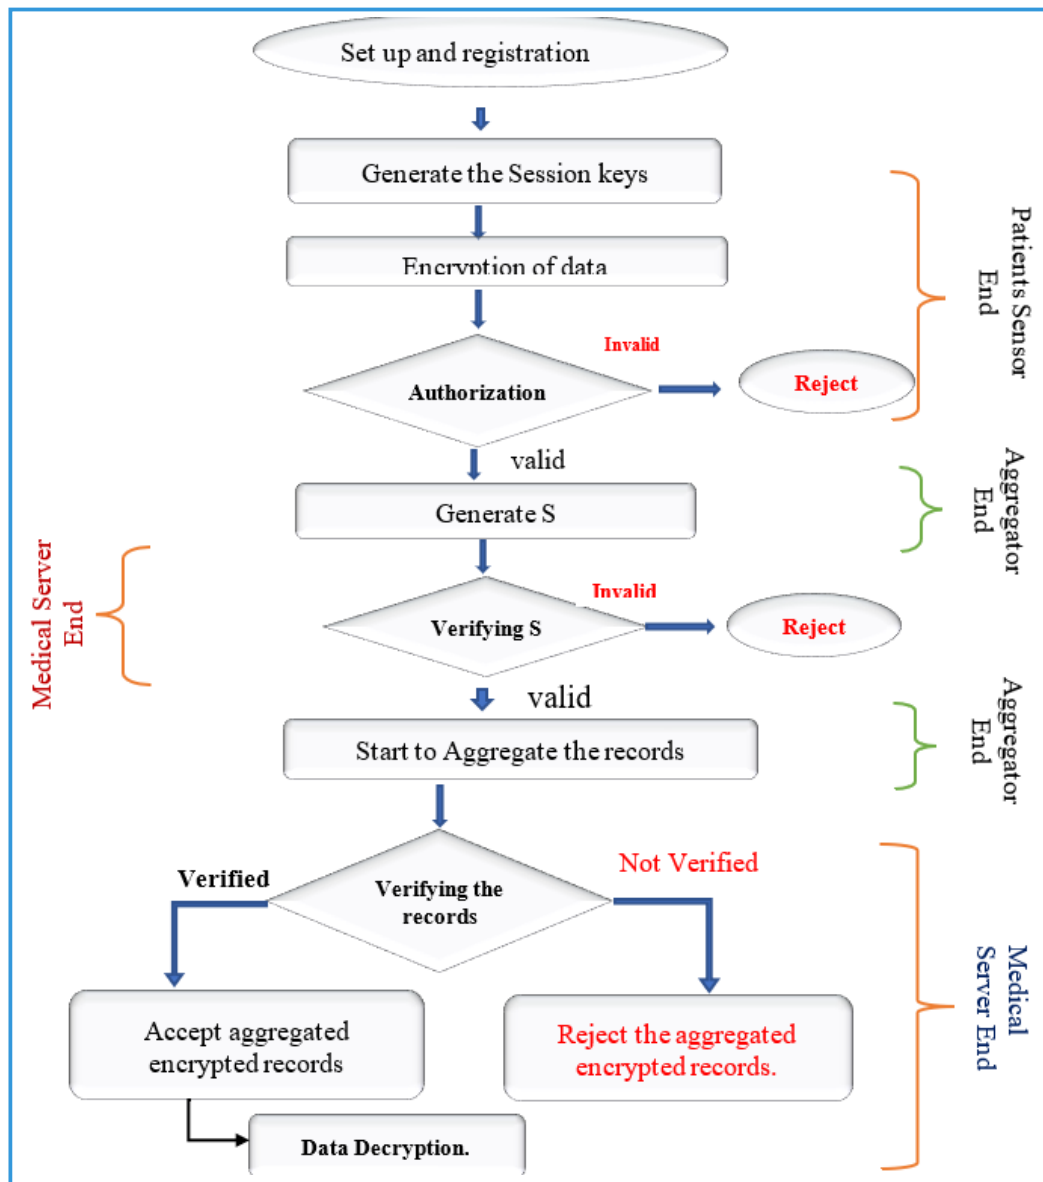 Set up and registration
Generate the Session keys
Encryption of data
Invalid
Authorization
Reject
Patients Sensor
End
valid
Generate S
Aggregator
End
Medical Server
End
Invalid
Verifying S
Reject
valid
Start to Aggregate the records
Aggregator
End
Verified
Not Verified
Verifying the
records
Medical
Server End
Accept aggregated
encrypted records
Reject the aggregated
encrypted records.
Data Decryption.